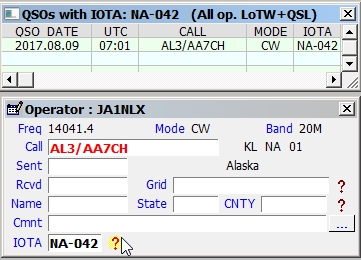 QSOs with IOTA: NA-042 (All op. LoTW+QSL)
QSO DATE UTC CALL MODE IOTA
2017.08.09 07:01 AL3/AA7CH CW NA-042
Operator : JA1NLX
Freq 14041.4 Mode CW Band 20M
Call AL3/AA7CH KL NA 01
Sent Alaska
Rcvd Grid ?
Name State CNTY ?
Cmnt ...
IOTA NA-042 ?